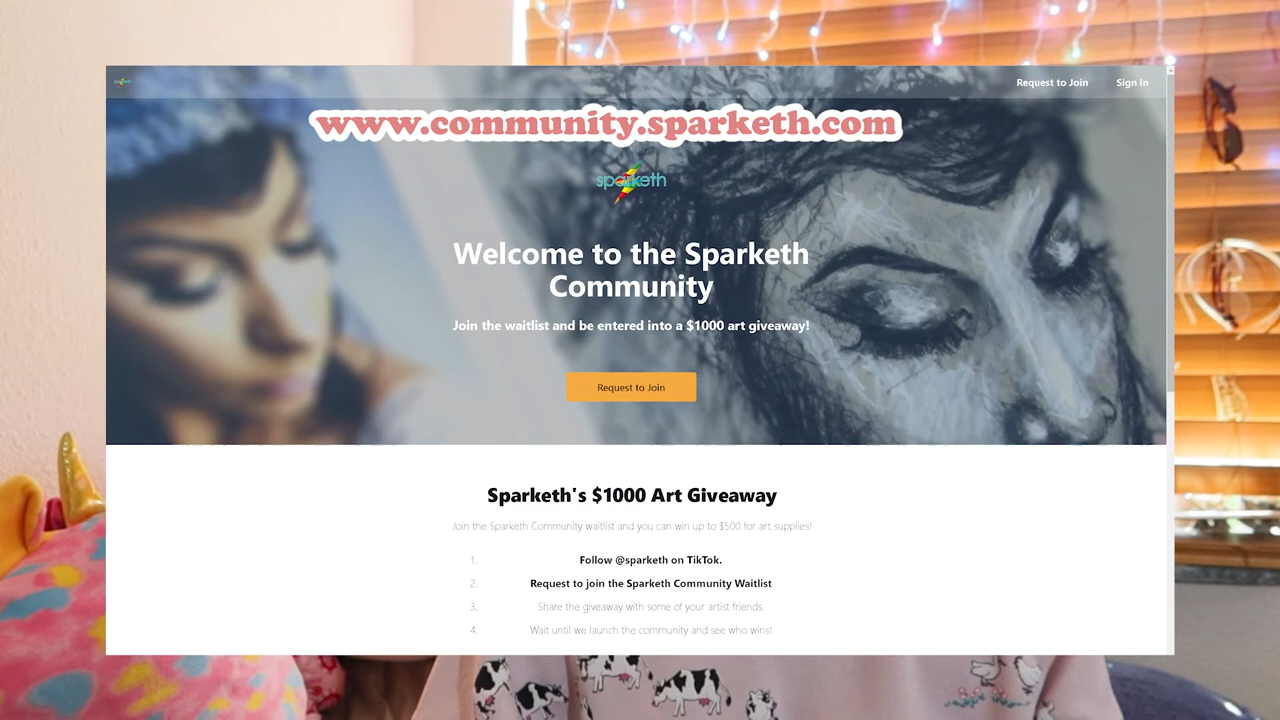 sparketh
Request to Join
Sign In
www.community.sparketh.com
sparketh
Welcome to the Sparketh
Community
Join the waitlist and be entered into a $1000 art giveaway!
Request to Join
Sparketh's $1000 Art Giveaway
Join the Sparketh Community waitlist and you can win up to $500 for art supplies!
1. Follow @sparketh on TikTok.
2. Request to join the Sparketh Community Waitlist
3. Share the giveaway with some of your artist friends.
4. Wait until we launch the community and see who wins!